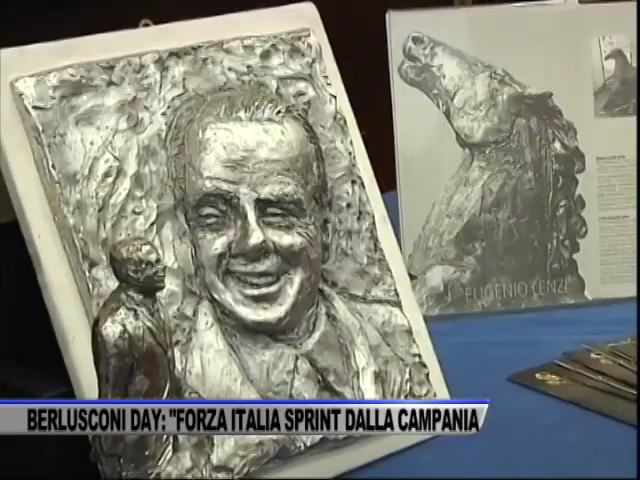 EUGENIO LENZI
BERLUSCONI DAY: "FORZA ITALIA SPRINT DALLA CAMPANIA